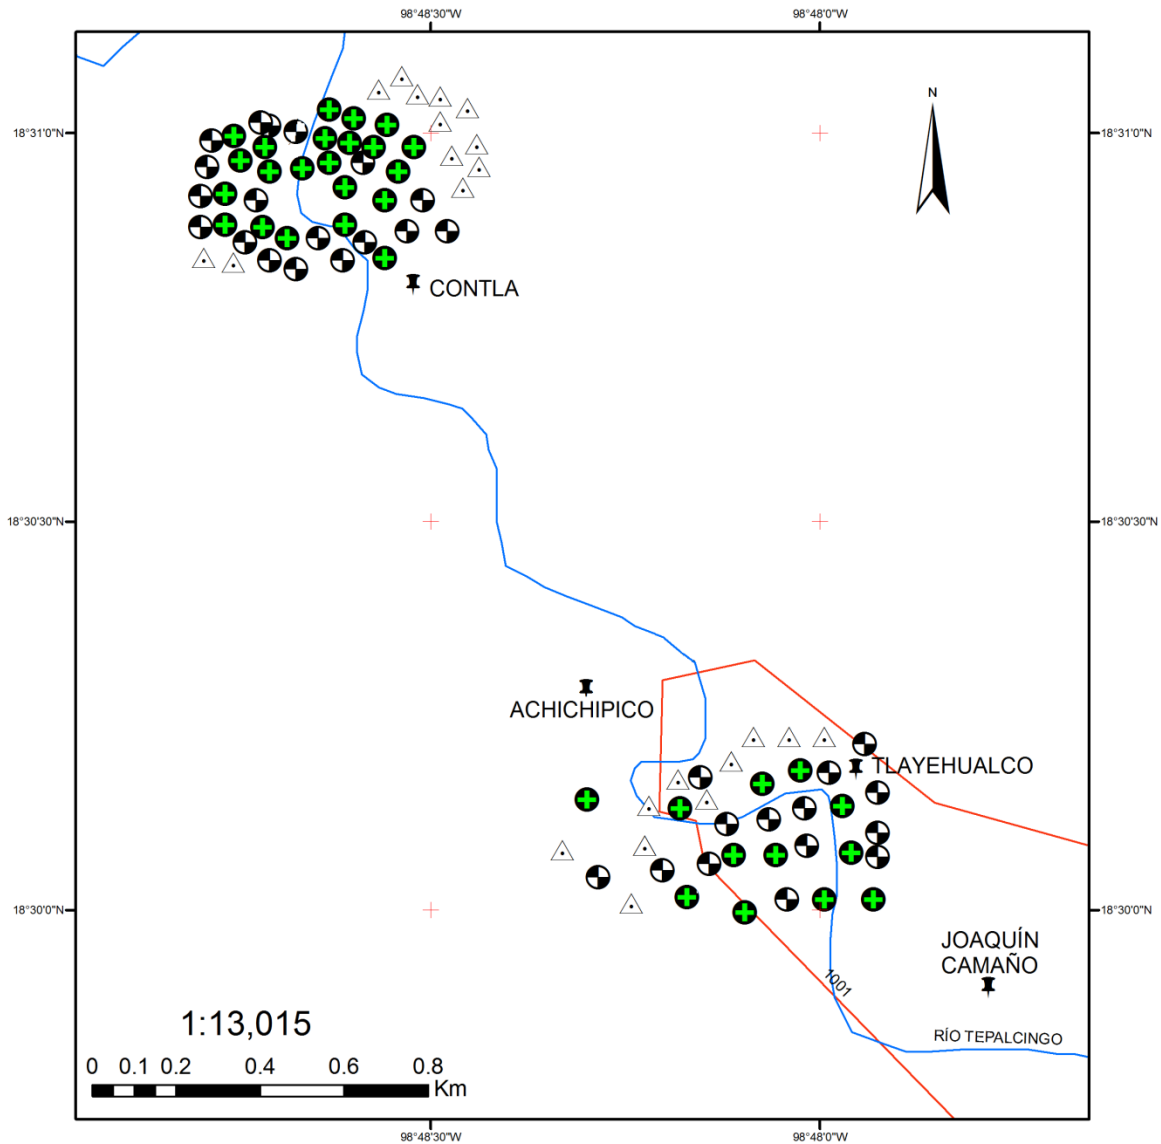 98°48'30"W 98°48'0"W
N
18°31'0"N 18°31'0"N
CONTLA
18°30'30"N 18°30'30"N
ACHICHIPICO
TLAYEHUALCO
18°30'0"N 18°30'0"N
JOAQUÍN
CAMAÑO
1001
1:13,015
RÍO TEPALCINGO
0 0.1 0.2 0.4 0.6 0.8
Km
98°48'30"W 98°48'0"W